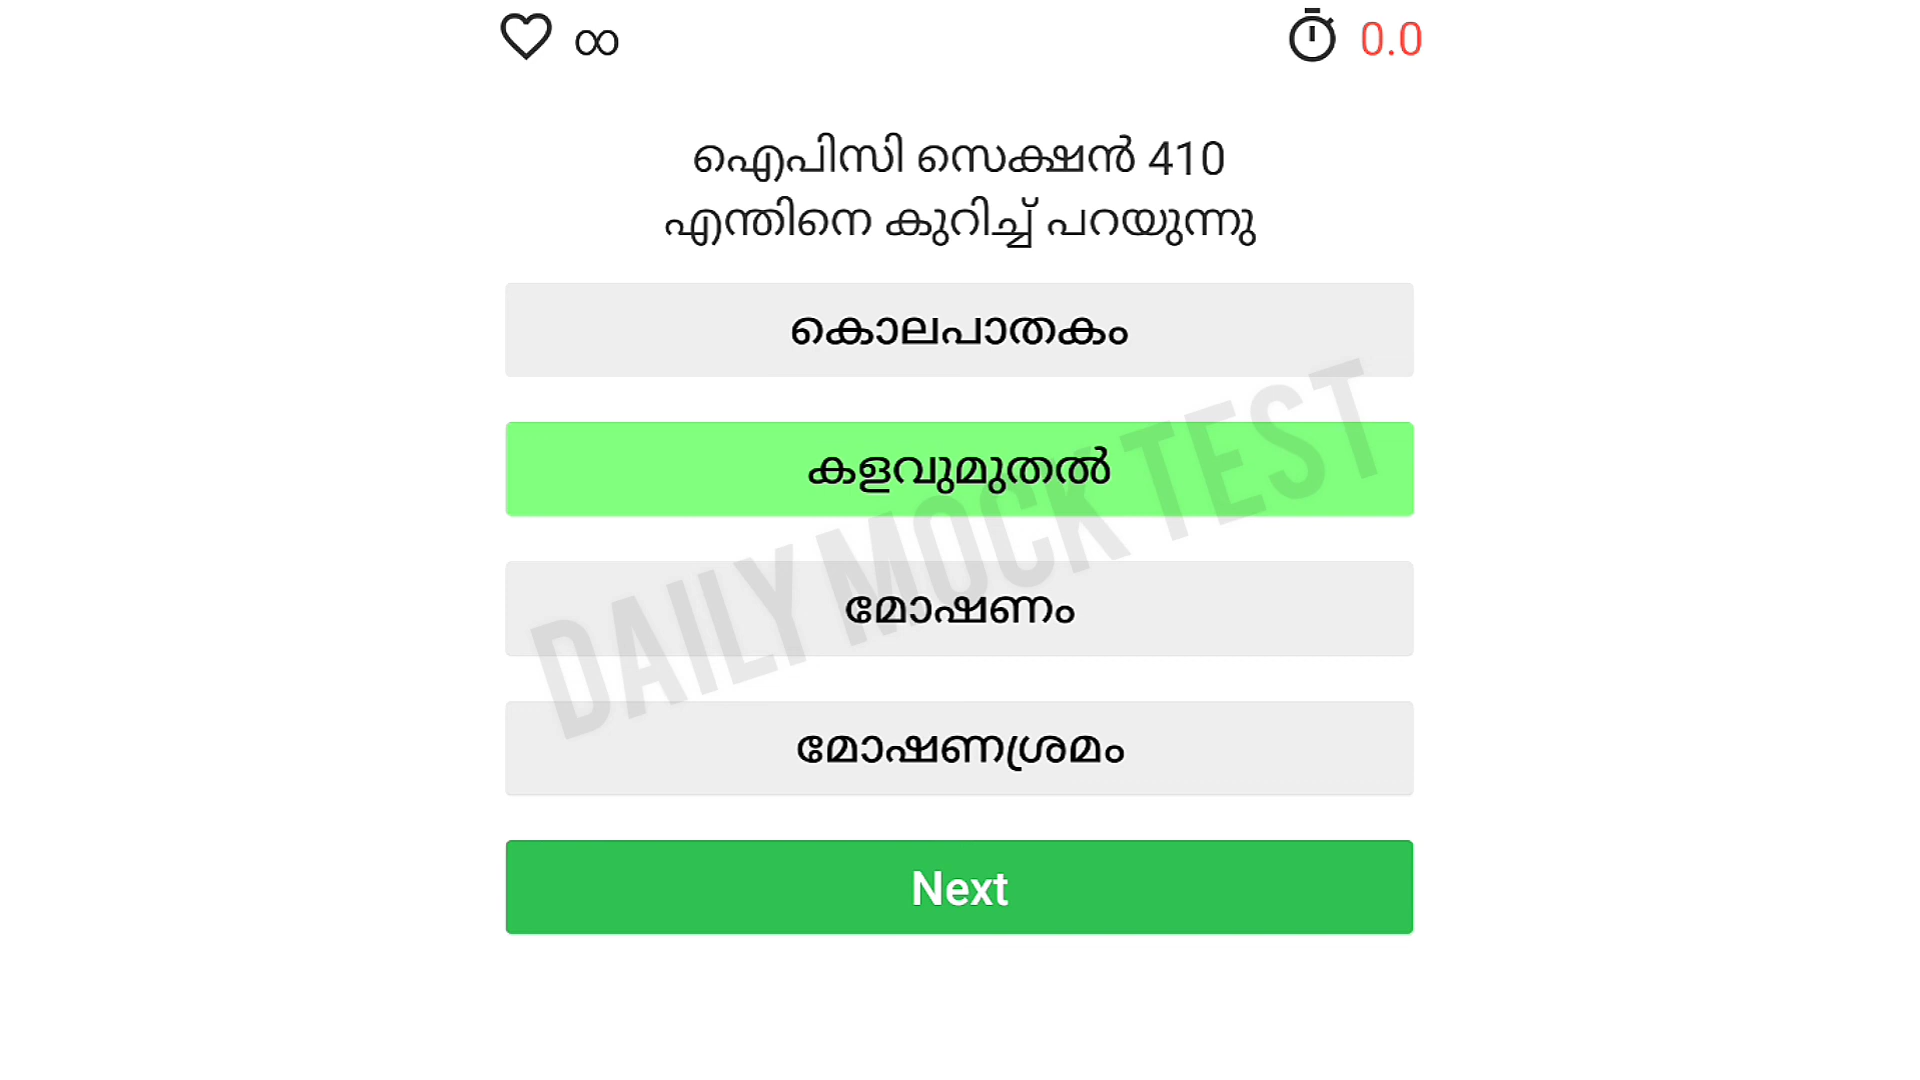 ∞ 0.0
ഐപിസി സെക്ഷൻ 410
എന്തിനെ കുറിച്ച് പറയുന്നു
കൊലപാതകം
കളവുമുതൽ
മോഷണം
മോഷണശ്രമം
DAILY MOCK TEST
Next